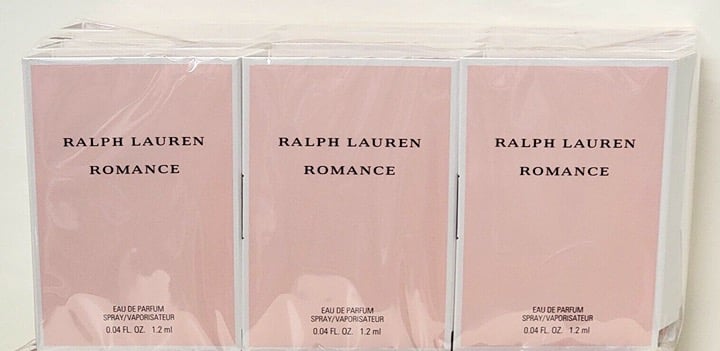 RALPH LAUREN
ROMANCE
EAU DE PARFUM
SPRAY/VAPORISATEUR
0.04 FL. OZ. 1.2 ml
RALPH LAUREN
ROMANCE
EAU DE PARFUM
SPRAY/VAPORISATEUR
0.04 FL. OZ. 1.2 ml
RALPH LAUREN
ROMANCE
EAU DE PARFUM
SPRAY/VAPORISATEUR
0.04 FL. OZ. 1.2 ml